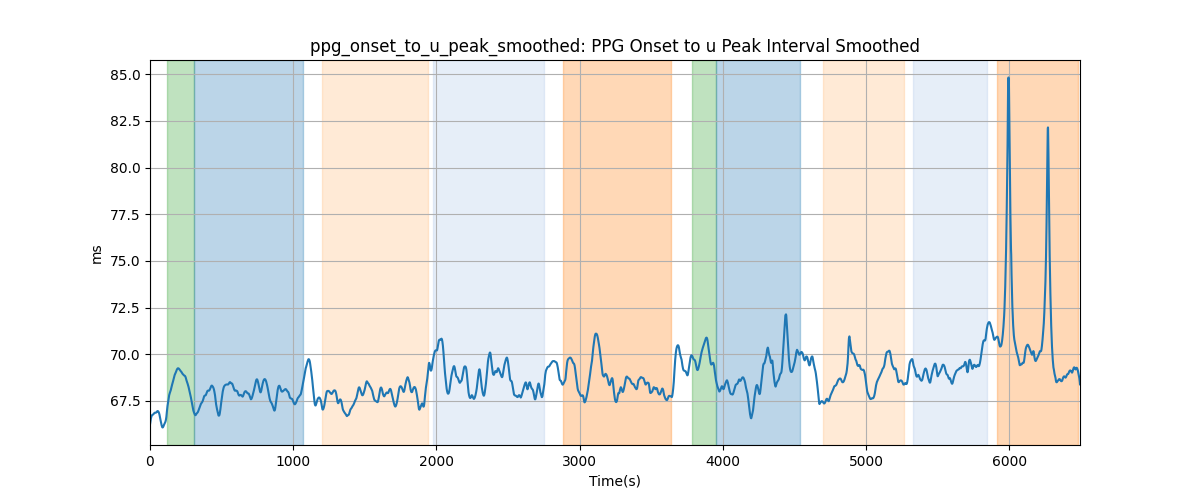 ppg_onset_to_u_peak_smoothed: PPG Onset to u Peak Interval Smoothed
85.0
82.5
80.0
77.5
75.0
72.5
70.0
67.5
ms
0 1000 2000 3000 4000 5000 6000
Time(s)